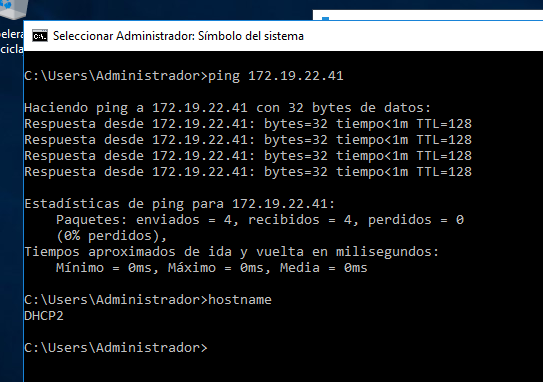 Seleccionar Administrador: Símbolo del sistema
C:\Users\Administrador>ping 172.19.22.41
Haciendo ping a 172.19.22.41 con 32 bytes de datos:
Respuesta desde 172.19.22.41: bytes=32 tiempo<1m TTL=128
Respuesta desde 172.19.22.41: bytes=32 tiempo<1m TTL=128
Respuesta desde 172.19.22.41: bytes=32 tiempo<1m TTL=128
Respuesta desde 172.19.22.41: bytes=32 tiempo<1m TTL=128
Estadísticas de ping para 172.19.22.41:
Paquetes: enviados = 4, recibidos = 4, perdidos = 0
(0% perdidos),
Tiempos aproximados de ida y vuelta en milisegundos:
Mínimo = 0ms, Máximo = 0ms, Media = 0ms
C:\Users\Administrador>hostname
DHCP2
C:\Users\Administrador>